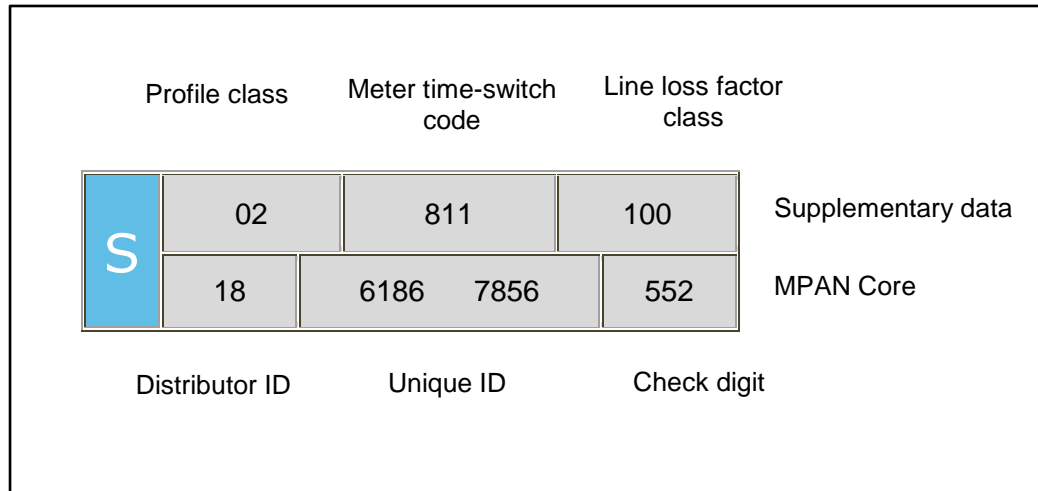 Profile class
Meter time-switch
code
Line loss factor
class
S
02
811
100
Supplementary data
18
6186 7856
552
MPAN Core
Distributor ID
Unique ID
Check digit